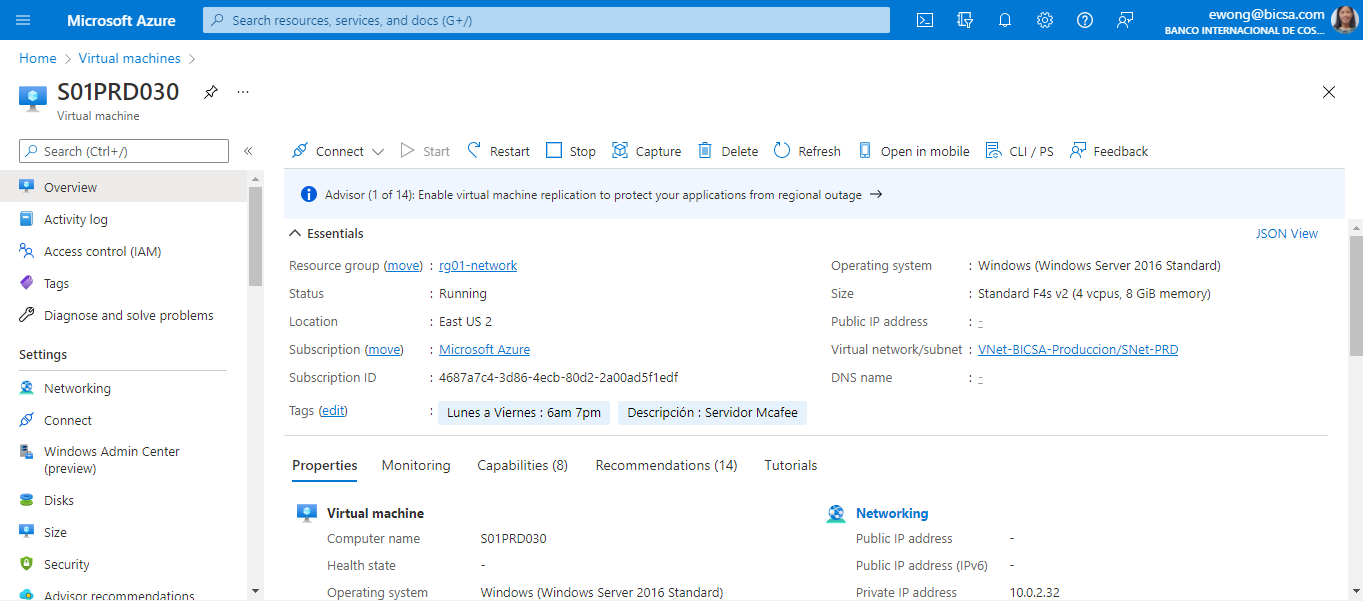 Microsoft Azure
Search resources, services, and docs (G+/)
ewong@bicsa.com
BANCO INTERNACIONAL DE COS...
Home > Virtual machines >
S01PRD030
Virtual machine
Search (Ctrl+/)
Overview
Activity log
Access control (IAM)
Tags
Diagnose and solve problems
Settings
Networking
Connect
Windows Admin Center
(preview)
Disks
Size
Security
Advisor recommendations
Connect Start Restart Stop Capture Delete Refresh Open in mobile CLI / PS Feedback
Advisor (1 of 14): Enable virtual machine replication to protect your applications from regional outage →
Essentials
JSON View
Resource group (move) : rg01-network
Status : Running
Location : East US 2
Subscription (move) : Microsoft Azure
Subscription ID : 4687a7c4-3d86-4ecb-80d2-2a00ad5f1edf
Operating system : Windows (Windows Server 2016 Standard)
Size : Standard F4s v2 (4 vcpus, 8 GiB memory)
Public IP address : -
Virtual network/subnet : VNet-BICSA-Produccion/SNet-PRD
DNS name : -
Tags (edit) : Lunes a Viernes : 6am 7pm Descripción : Servidor Mcafee
Properties Monitoring Capabilities (8) Recommendations (14) Tutorials
Virtual machine
Computer name S01PRD030
Health state -
Operating system Windows (Windows Server 2016 Standard)
Networking
Public IP address -
Public IP address (IPv6) -
Private IP address 10.0.2.32